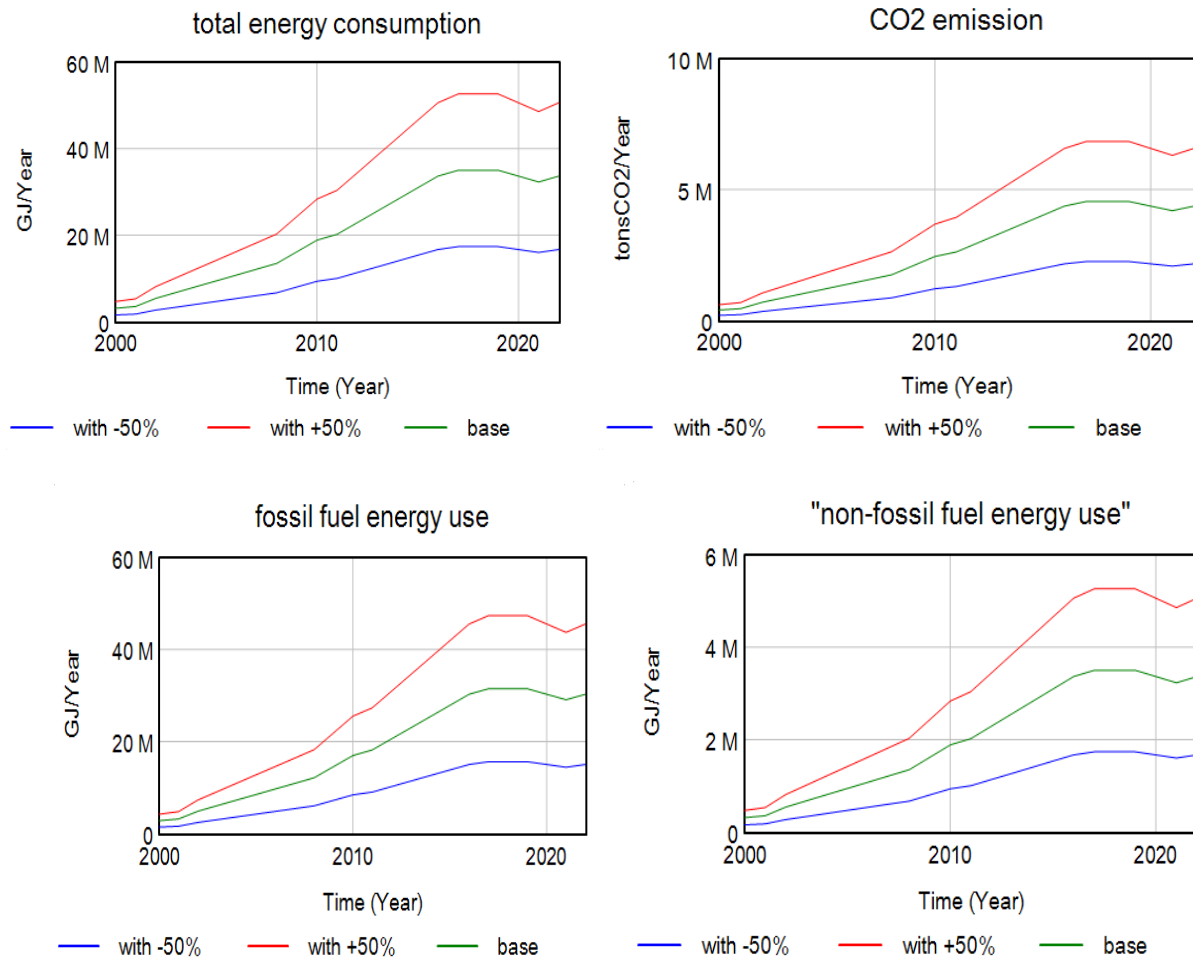 total energy consumption
60 M
40 M
20 M
0
GJ/Year
2000
2010
2020
Time (Year)
with -50%
with +50%
base
CO2 emission
10 M
5 M
0
tonsCO2/Year
2000
2010
2020
Time (Year)
with -50%
with +50%
base
fossil fuel energy use
60 M
40 M
20 M
0
GJ/Year
2000
2010
2020
Time (Year)
with -50%
with +50%
base
"non-fossil fuel energy use"
6 M
4 M
2 M
0
GJ/Year
2000
2010
2020
Time (Year)
with -50%
with +50%
base